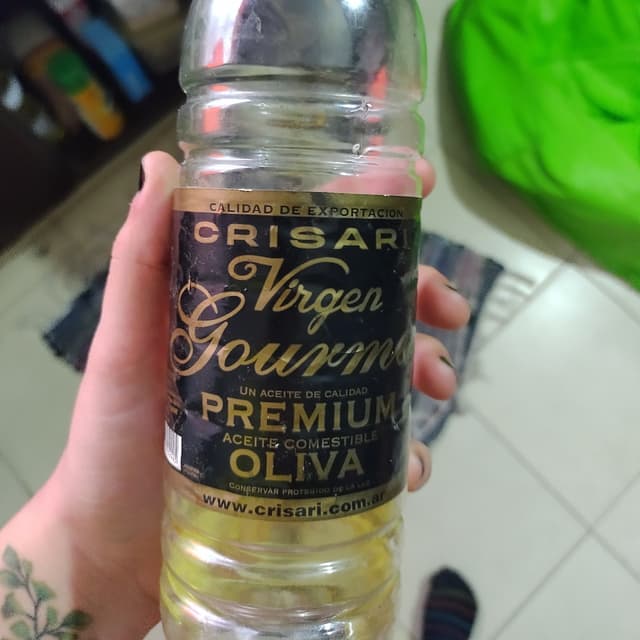 CALIDAD DE EXPORTACION
CRISARI
Virgen
Gourme
UN ACEITE DE CALIDAD
PREMIUM
ACEITE COMESTIBLE
OLIVA
CONSERVAR PROTEGIDO DE LA LUZ
www.crisari.com.ar